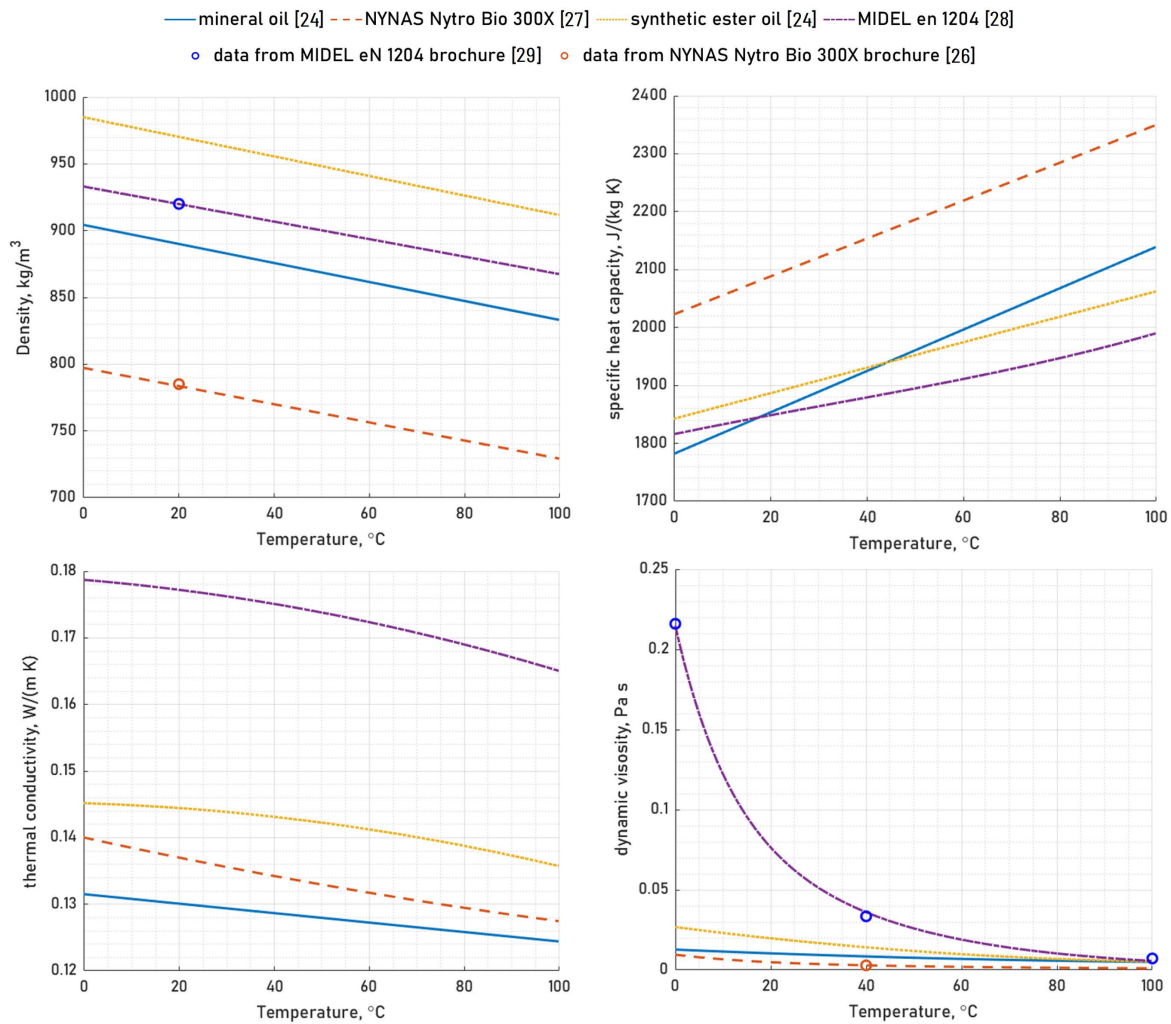 mineral oil [24] NYNAS Nytro Bio 300X [27] synthetic ester oil [24] MIDEL en 1204 [28]
data from MIDEL eN 1204 brochure [29] data from NYNAS Nytro Bio 300X brochure [26]
Density, kg/m³
1000
950
900
850
800
750
700
0 20 40 60 80 100
Temperature, °C
specific heat capacity, J/(kg K)
2400
2300
2200
2100
2000
1900
1800
1700
0 20 40 60 80 100
Temperature, °C
thermal conductivity, W/(m K)
0.18
0.17
0.16
0.15
0.14
0.13
0.12
0 20 40 60 80 100
Temperature, °C
dynamic visosity, Pa s
0.25
0.2
0.15
0.1
0.05
0
0 20 40 60 80 100
Temperature, °C